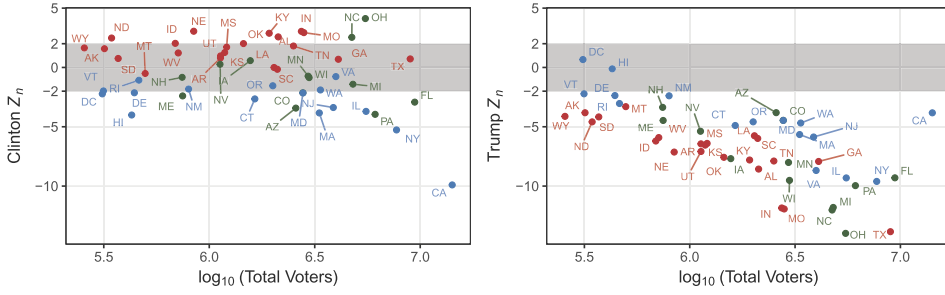 5
2
0
−2
−5
−10
Clinton Zn
WY
ND
AK
SD
MT
NE
ID
UT
MS
AR
KS
OK
KY
LA
AL
IN
MO
TN
SC
GA
TX
NC
OH
VT
RI
DC
DE
HI
NH
ME
NM
NV
IA
CT
OR
CO
AZ
MN
WI
WA
VA
MD
NJ
MA
MI
IL
PA
FL
NY
CA
5.5
6.0
6.5
7.0
log10 (Total Voters)
5
2
0
−2
−5
−10
Trump Zn
DC
HI
VT
DE
RI
AK
WY
ND
SD
MT
NH
ME
NM
NV
ID
WV
NE
AR
UT
MS
KS
OK
IA
CT
OR
AZ
CO
WA
MD
NJ
MA
LA
SC
KY
AL
TN
MN
WI
GA
VA
IL
IN
MO
NC
MI
OH
PA
NY
FL
TX
CA
5.5
6.0
6.5
7.0
log10 (Total Voters)